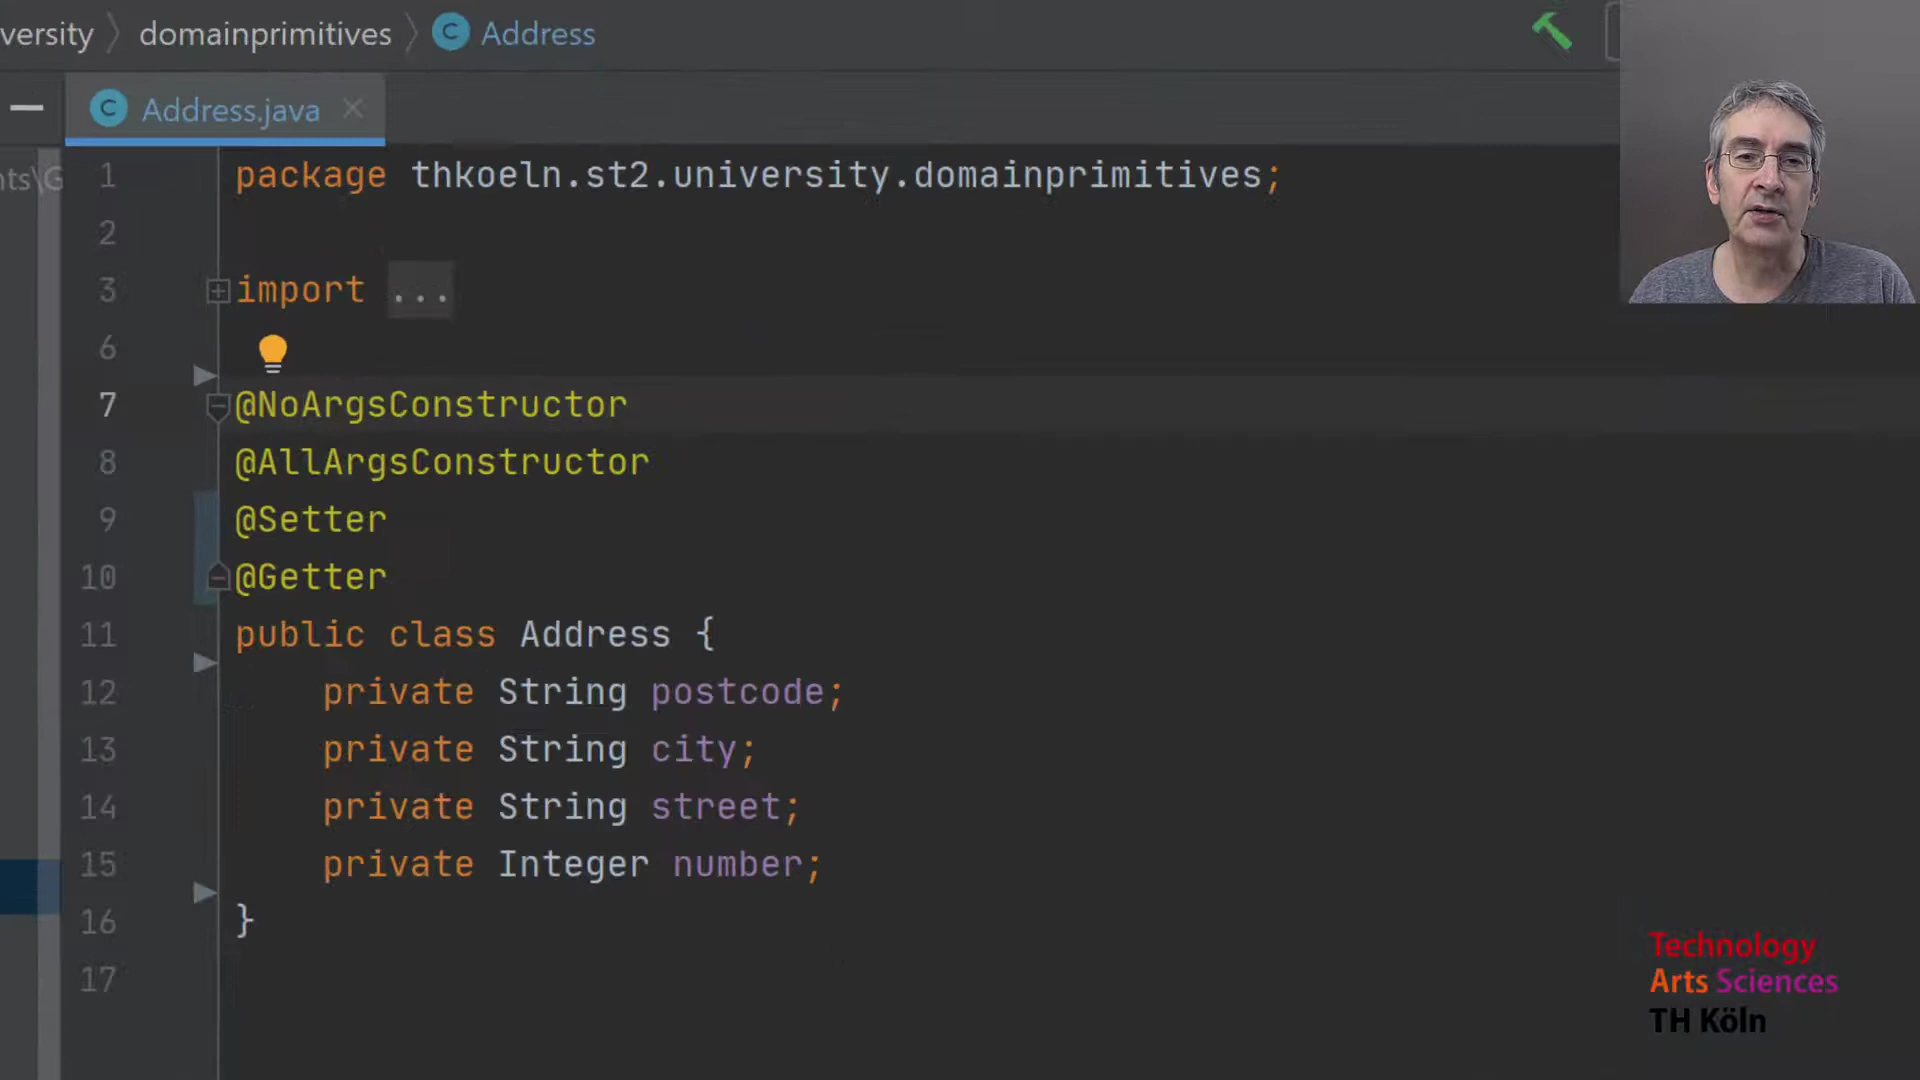 versity 〉 domainprimitives 〉 C Address
C Address.java ×
nts\G
1 package thkoeln.st2.university.domainprimitives;
2
3 import ...
6
7 @NoArgsConstructor
8 @AllArgsConstructor
9 @Setter
10 @Getter
11 public class Address {
12 private String postcode;
13 private String city;
14 private String street;
15 private Integer number;
16 }
17
Technology
Arts Sciences
TH Köln